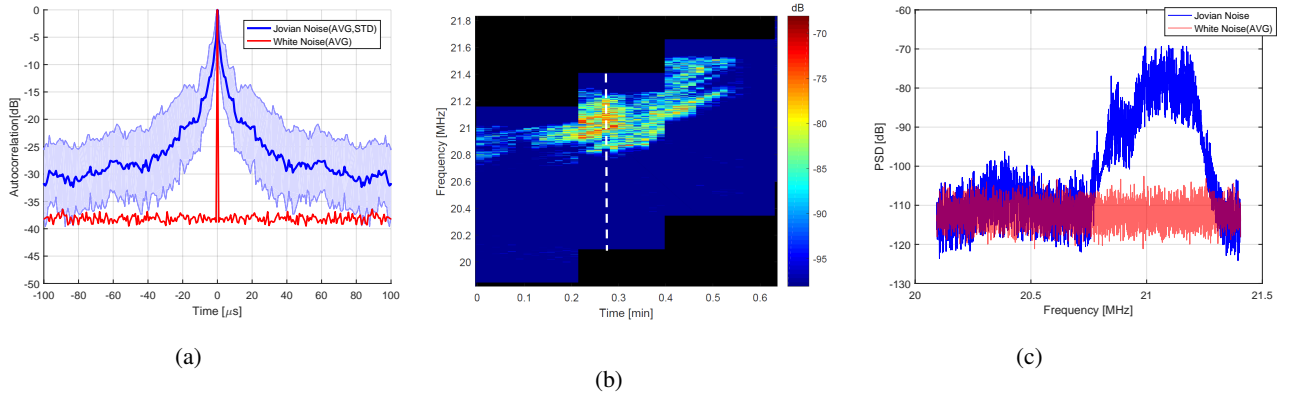 0
-5
-10
-15
-20
-25
-30
-35
-40
-45
-50
Autocorrelation[dB]
Jovian Noise(AVG,STD)
White Noise(AVG)
-100 -80 -60 -40 -20 0 20 40 60 80 100
Time [μs]
(a)
21.8
21.6
21.4
21.2
21
20.8
20.6
20.4
20.2
20
Frequency [MHz]
0 0.1 0.2 0.3 0.4 0.5 0.6
Time [min]
dB
-70
-75
-80
-85
-90
-95
(b)
-60
-70
-80
-90
-100
-110
-120
-130
PSD [dB]
Jovian Noise
White Noise(AVG)
20 20.5 21 21.5
Frequency [MHz]
(c)